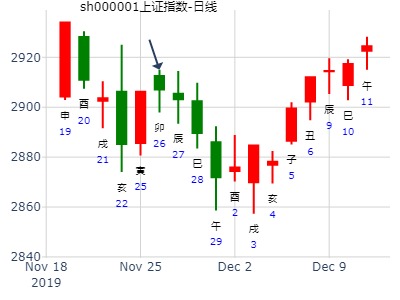 sh000001上证指数-日线
2920
2900
2880
2860
2840
申
19
酉
20
戌
21
亥
22
寅
25
卯
26
辰
27
巳
28
午
29
酉
2
戌
3
亥
4
子
5
丑
6
辰
9
巳
10
午
11
Nov 18
2019
Nov 25
Dec 2
Dec 9